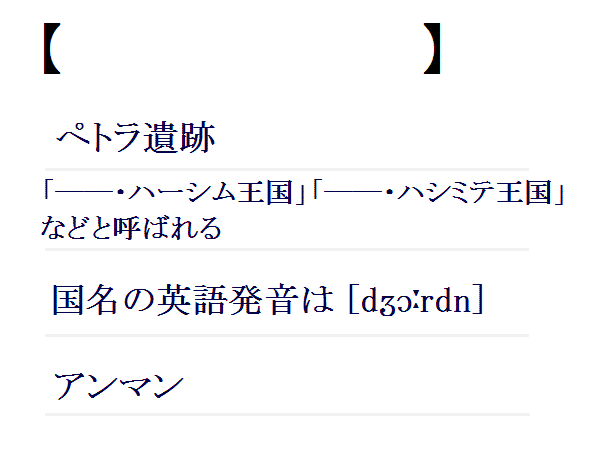 【　　　　　　　】
ペトラ遺跡
「――・ハーシム王国」「――・ハシミテ王国」
などと呼ばれる
国名の英語発音は [dʒɔːrdn]
アンマン